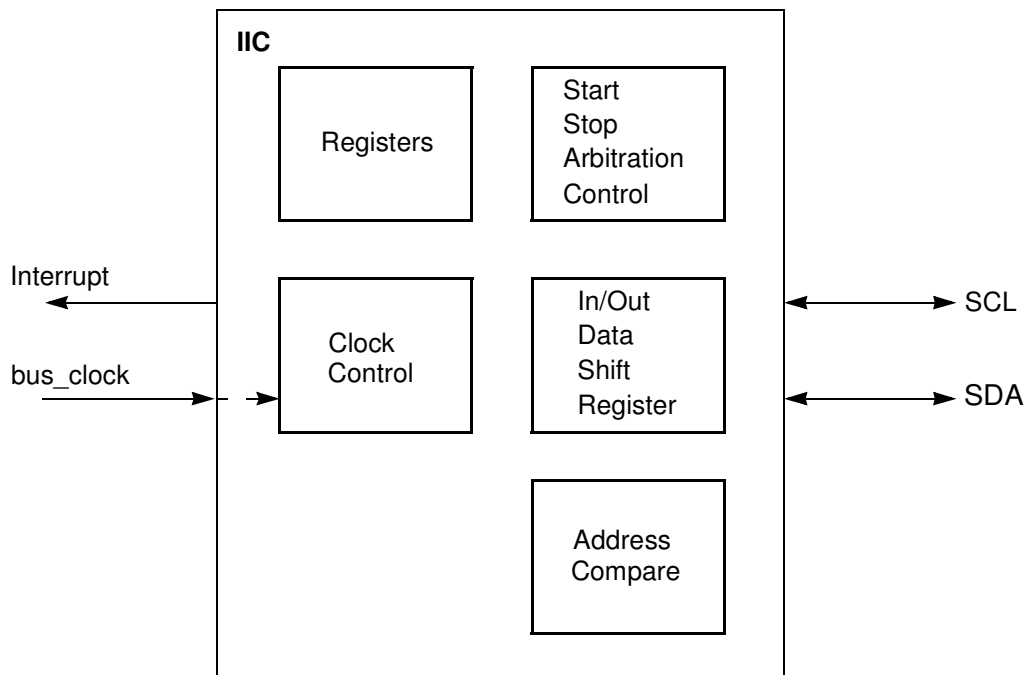 IIC
Registers
Start
Stop
Arbitration
Control
Interrupt
bus_clock
Clock
Control
In/Out
Data
Shift
Register
SCL
SDA
Address
Compare